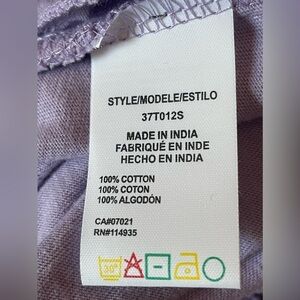 STYLE/MODELE/ESTILO
37T012S
MADE IN INDIA
FABRIQUÉ EN INDE
HECHO EN INDIA
100% COTTON
100% COTON
100% ALGODÓN
CA#07021
RN#114935
30°